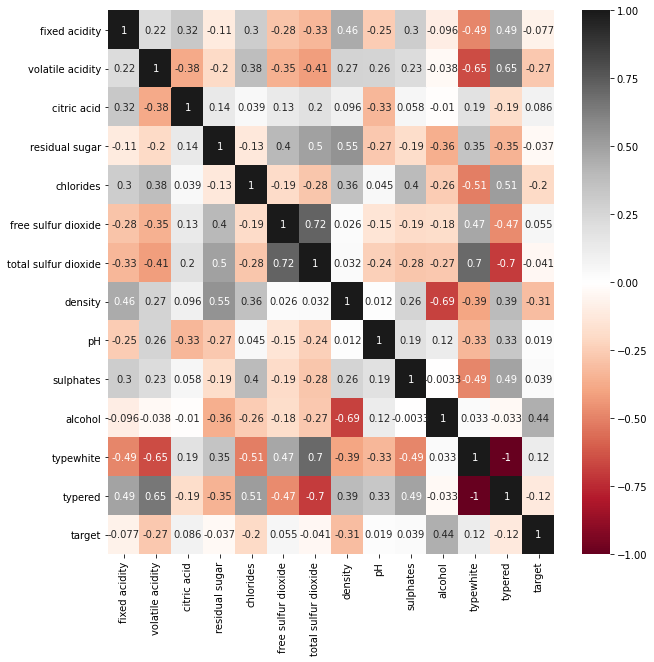 fixed acidity 1 0.22 0.32 -0.11 0.3 -0.28 -0.33 0.46 -0.25 0.3 -0.096 -0.49 0.49 -0.077
volatile acidity 0.22 1 -0.38 -0.2 0.38 -0.35 -0.41 0.27 0.26 0.23 -0.038 -0.65 0.65 -0.27
citric acid 0.32 -0.38 1 0.14 0.039 0.13 0.2 0.096 -0.33 0.058 -0.01 0.19 -0.19 0.086
residual sugar -0.11 -0.2 0.14 1 -0.13 0.4 0.5 0.55 -0.27 -0.19 -0.36 0.35 -0.35 -0.037
chlorides 0.3 0.38 0.039 -0.13 1 -0.19 -0.28 0.36 0.045 0.4 -0.26 -0.51 0.51 -0.2
free sulfur dioxide -0.28 -0.35 0.13 0.4 -0.19 1 0.72 0.026 -0.15 -0.19 -0.18 0.47 -0.47 0.055
total sulfur dioxide -0.33 -0.41 0.2 0.5 -0.28 0.72 1 0.032 -0.24 -0.28 -0.27 0.7 -0.7 -0.041
density 0.46 0.27 0.096 0.55 0.36 0.026 0.032 1 0.012 0.26 -0.69 -0.39 0.39 -0.31
pH -0.25 0.26 -0.33 -0.27 0.045 -0.15 -0.24 0.012 1 0.19 0.12 -0.33 0.33 0.019
sulphates 0.3 0.23 0.058 -0.19 0.4 -0.19 -0.28 0.26 0.19 1 -0.0033 -0.49 0.49 0.039
alcohol -0.096 -0.038 -0.01 -0.36 -0.26 -0.18 -0.27 -0.69 0.12 -0.0033 1 0.033 -0.033 0.44
typewhite -0.49 -0.65 0.19 0.35 -0.51 0.47 0.7 -0.39 -0.33 -0.49 0.033 1 -1 0.12
typered 0.49 0.65 -0.19 -0.35 0.51 -0.47 -0.7 0.39 0.33 0.49 -0.033 -1 1 -0.12
target -0.077 -0.27 0.086 -0.037 -0.2 0.055 -0.041 -0.31 0.019 0.039 0.44 0.12 -0.12 1
fixed acidity
volatile acidity
citric acid
residual sugar
chlorides
free sulfur dioxide
total sulfur dioxide
density
pH
sulphates
alcohol
typewhite
typered
target
1.00
0.75
0.50
0.25
0.00
−0.25
−0.50
−0.75
−1.00